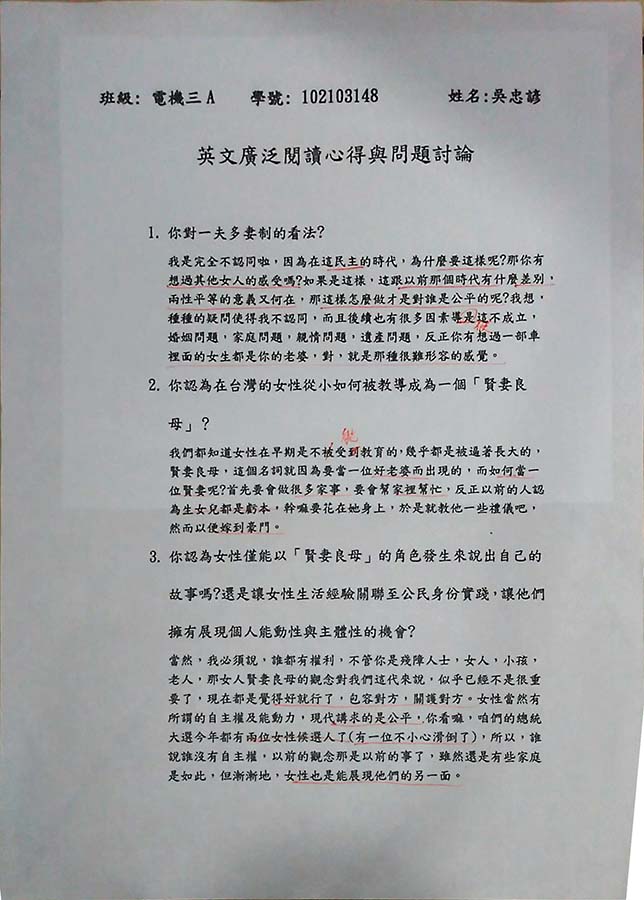 班級: 電機三A 學號: 102103148 姓名:吳忠諺
英文廣泛閱讀心得與問題討論
1. 你對一夫多妻制的看法?
我是完全不認同啦，因為在這民主的時代，為什麼要這樣呢?那你有
想過其他女人的感受嗎?如果是這樣，這跟以前那個時代有什麼差別，
兩性平等的意義又何在，那這樣怎麼做才是對誰是公平的呢?我想，
種種的疑問使得我不認同，而且後續也有很多因素導是這不成立，
婚姻問題，家庭問題，親情問題，遺產問題，反正你有想過一部車
裡面的女生都是你的老婆，對，就是那種很難形容的感覺。
2. 你認為在台灣的女性從小如何被教導成為一個「賢妻良
母」?
我們都知道女性在早期是不被受到教育的，幾乎都是被逼著長大的，
賢妻良母，這個名詞就因為要當一位好老婆而出現的，而如何當一
位賢妻呢?首先要會做很多家事，要會幫家裡幫忙，反正以前的人認
為生女兒都是虧本，幹嘛要花在她身上，於是就教他一些禮儀吧，
然而以便嫁到豪門。
3. 你認為女性僅能以「賢妻良母」的角色發生來說出自己的
故事嗎?還是讓女性生活經驗關聯至公民身份實踐，讓他們
擁有展現個人能動性與主體性的機會?
當然，我必須說，誰都有權利，不管你是殘障人士，女人，小孩，
老人，那女人賢妻良母的觀念對我們這代來說，似乎已經不是很重
要了，現在都是覺得好就行了，包容對方，關護對方。女性當然有
所謂的自主權及能動力，現代講求的是公平，你看嘛，咱們的總統
大選今年都有兩位女性候選人了(有一位不小心滑倒了)，所以，誰
說誰沒有自主權，以前的觀念那是以前的事了，雖然還是有些家庭
是如此，但漸漸地，女性也是能展現他們的另一面。